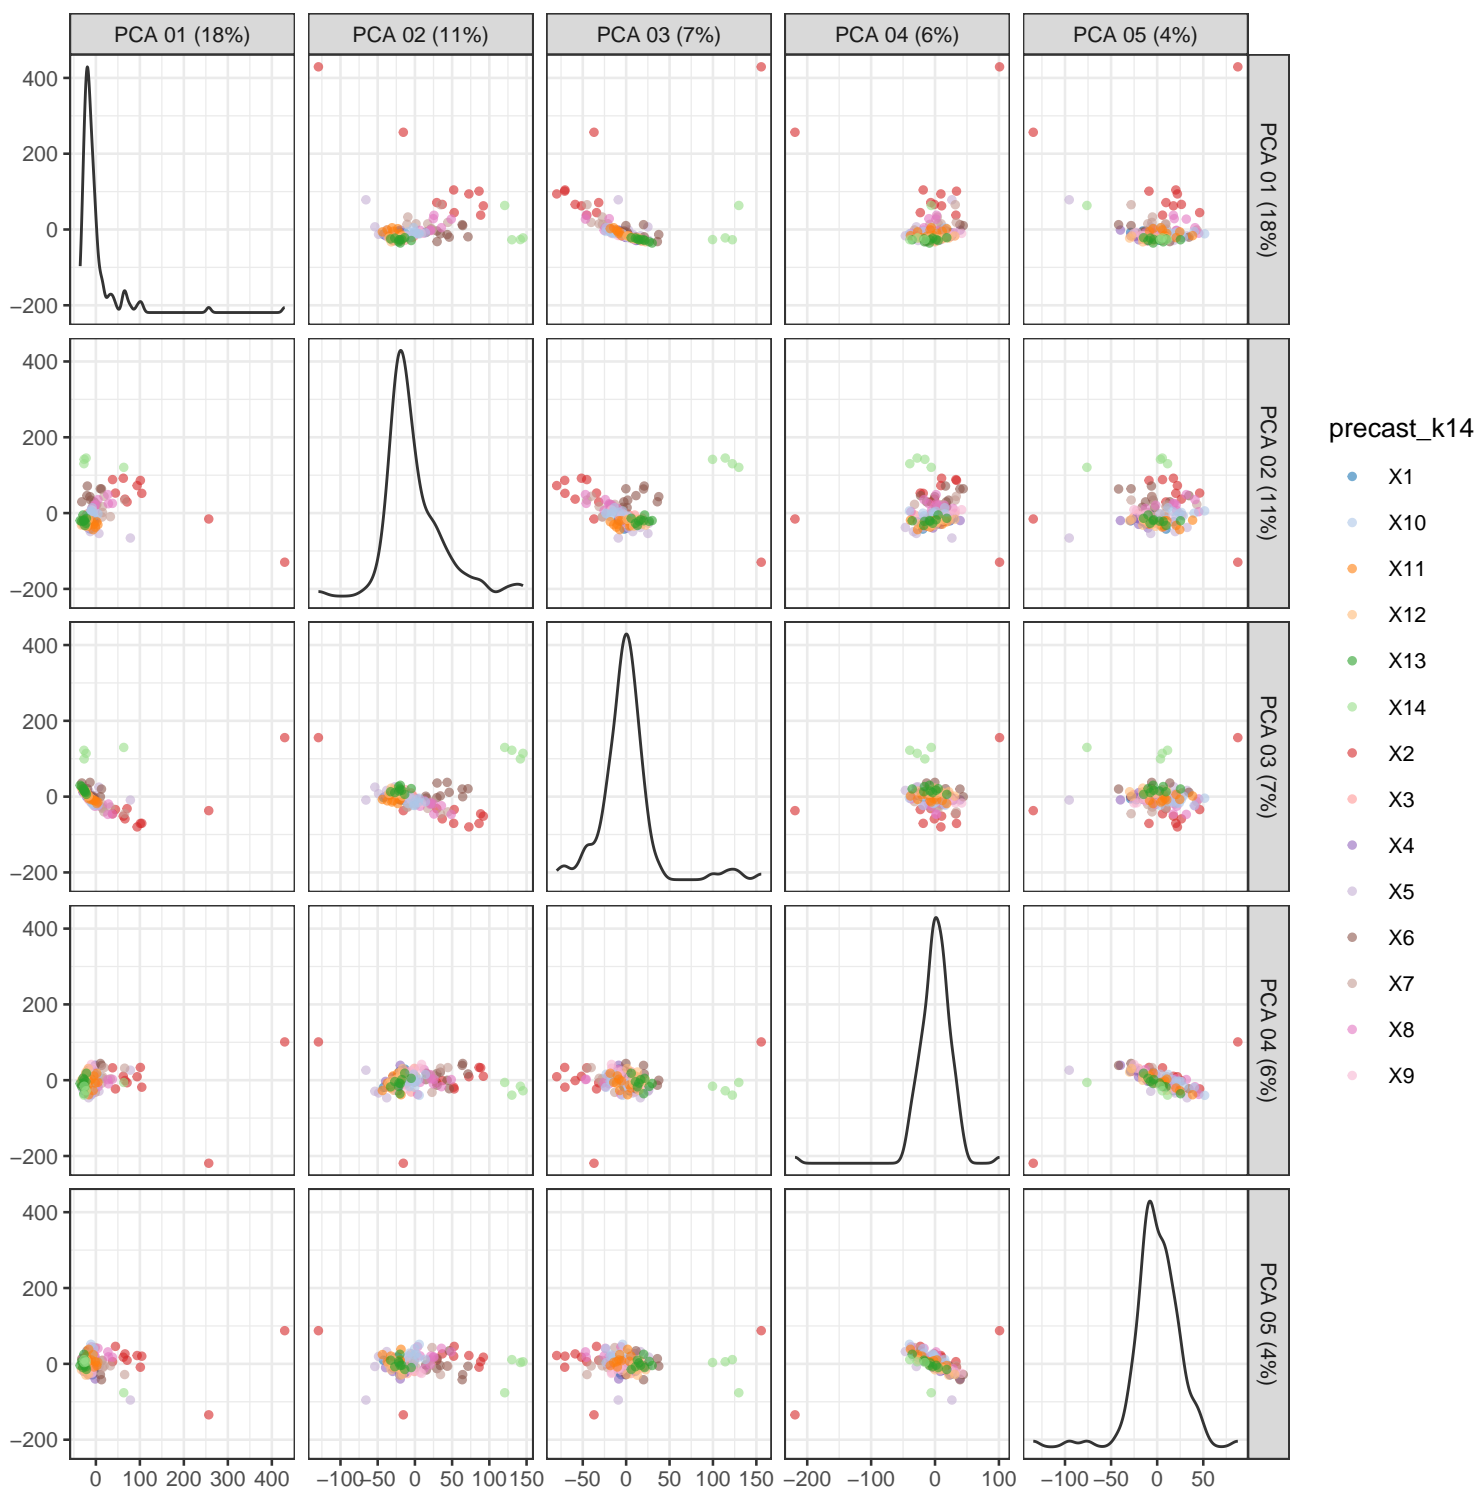 PCA 01 (18%) PCA 02 (11%) PCA 03 (7%) PCA 04 (6%) PCA 05 (4%)
400
200
0
−200
PCA 01 (18%)
400
200
0
−200
PCA 02 (11%)
400
200
0
−200
PCA 03 (7%)
400
200
0
−200
PCA 04 (6%)
400
200
0
−200
PCA 05 (4%)
0 100 200 300 400 −100 −50 0 50 100 150 −50 0 50 100 150 −200 −100 0 100 −100 −50 0 50
precast_k14
X1
X10
X11
X12
X13
X14
X2
X3
X4
X5
X6
X7
X8
X9